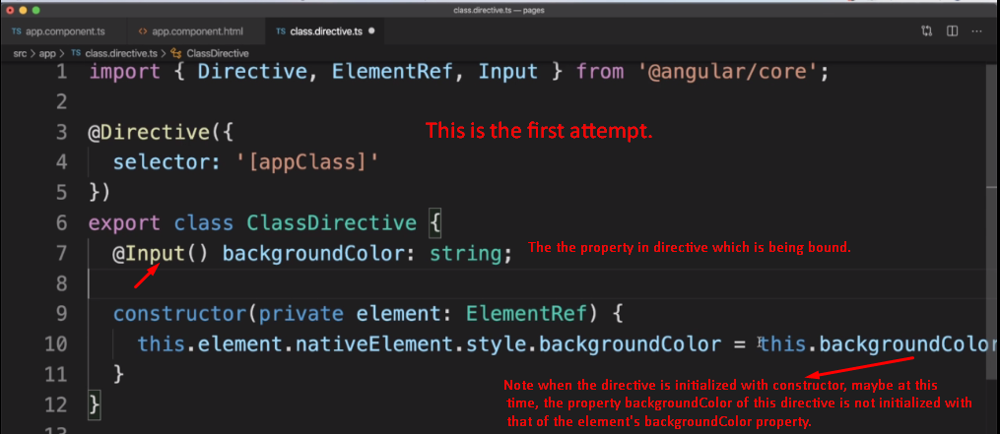 class.directive.ts — pages
TS app.component.ts <> app.component.html TS class.directive.ts
src > app > TS class.directive.ts > ClassDirective
1 import { Directive, ElementRef, Input } from '@angular/core';
2
3 @Directive({
This is the first attempt.
4 selector: '[appClass]'
5 })
6 export class ClassDirective {
7 @Input() backgroundColor: string;
The the property in directive which is being bound.
8
9 constructor(private element: ElementRef) {
10 this.element.nativeElement.style.backgroundColor = this.backgroundColor
11 }
12 }
Note when the directive is initialized with constructor, maybe at this
time, the property backgroundColor of this directive is not initialized with
that of the element's backgroundColor property.
13